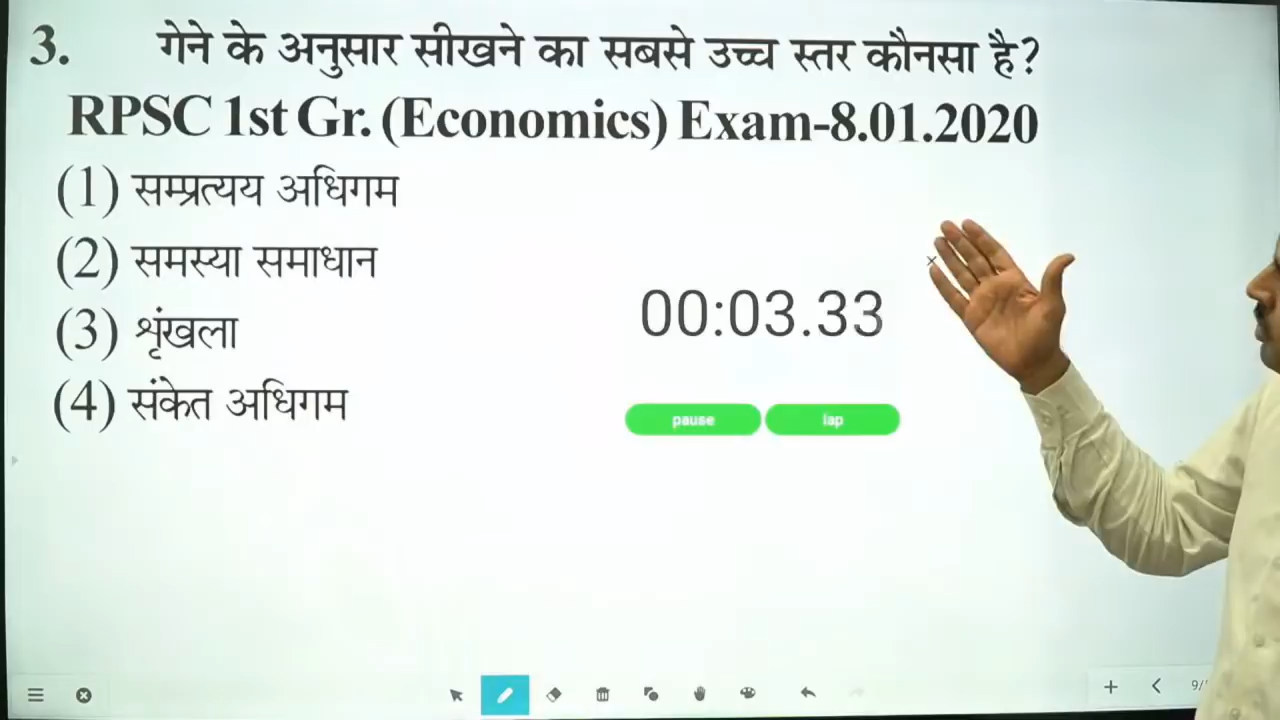 3. गेने के अनुसार सीखने का सबसे उच्च स्तर कौनसा है?
RPSC 1st Gr. (Economics) Exam-8.01.2020
(1) सम्प्रत्यय अधिगम
(2) समस्या समाधान
(3) शृंखला
(4) संकेत अधिगम
00:03.33
pause lap
9/